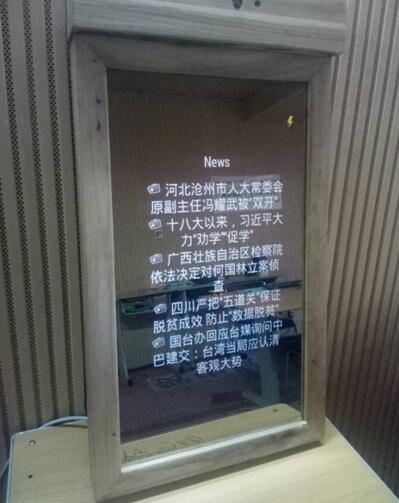 News
河北沧州市人大常委会
原副主任冯耀武被"双开"
十八大以来，习近平大
力"劝学""促学"
广西壮族自治区检察院
依法决定对何国林立案侦
查
四川严把"五道关"保证
脱贫成效 防止"数据脱贫"
国台办回应台媒询问中
巴建交：台湾当局应认清
客观大势